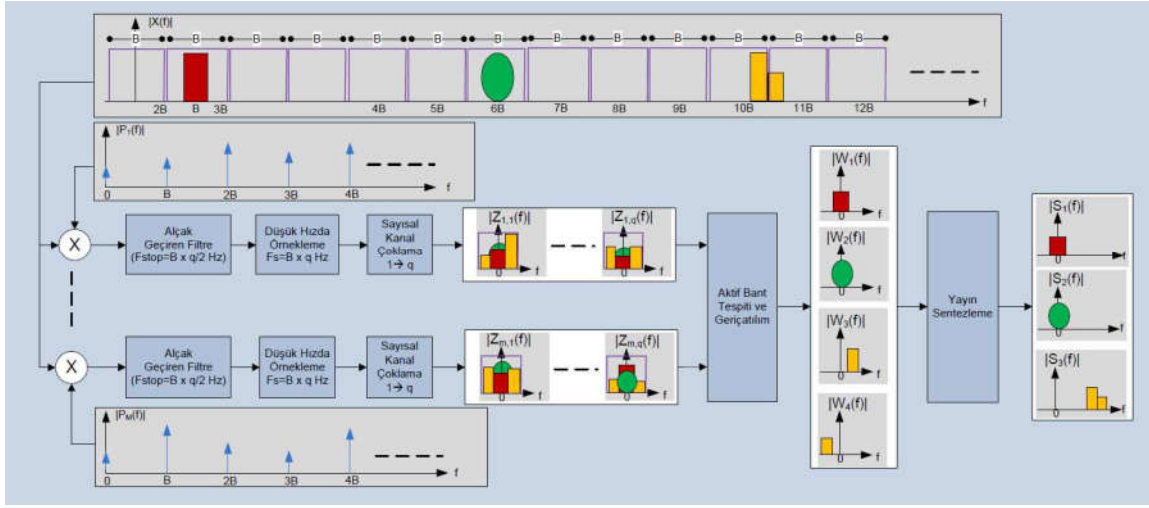 |X(f)|
B B B B B B B B B B B B B
2B B 3B 4B 5B 6B 7B 8B 9B 10B 11B 12B f
|P1(f)|
0 B 2B 3B 4B f
X
Alçak
Geçiren Filtre
(Fstop=B x q/2 Hz)
Düşük Hızda
Örnekleme
Fs=B x q Hz
Sayısal
Kanal
Çoklama
1→ q
|Z1,1(f)|
0 f
|Z1,q(f)|
0 f
X
Alçak
Geçiren Filtre
(Fstop=B x q/2 Hz)
Düşük Hızda
Örnekleme
Fs=B x q Hz
Sayısal
Kanal
Çoklama
1→ q
|Zm,1(f)|
0 f
|Zm,q(f)|
0 f
|PM(f)|
0 B 2B 3B 4B f
Aktif Bant
Tespiti ve
Geriçatılım
|W1(f)|
0 f
|W2(f)|
0 f
|W3(f)|
0 f
|W4(f)|
0 f
Yayın
Sentezleme
|S1(f)|
0 f
|S2(f)|
0 f
|S3(f)|
0 f